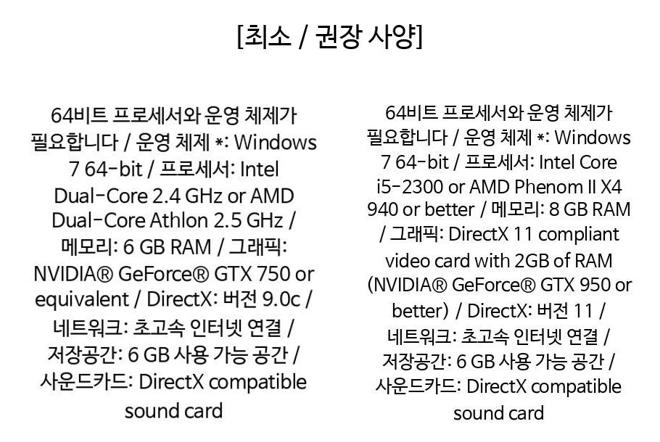 [최소 / 권장 사양]
64비트 프로세서와 운영 체제가
필요합니다 / 운영 체제 *: Windows
7 64-bit / 프로세서: Intel
Dual-Core 2.4 GHz or AMD
Dual-Core Athlon 2.5 GHz /
메모리: 6 GB RAM / 그래픽:
NVIDIA® GeForce® GTX 750 or
equivalent / DirectX: 버전 9.0c /
네트워크: 초고속 인터넷 연결 /
저장공간: 6 GB 사용 가능 공간 /
사운드카드: DirectX compatible
sound card
64비트 프로세서와 운영 체제가
필요합니다 / 운영 체제 *: Windows
7 64-bit / 프로세서: Intel Core
i5-2300 or AMD Phenom II X4
940 or better / 메모리: 8 GB RAM
/ 그래픽: DirectX 11 compliant
video card with 2GB of RAM
(NVIDIA® GeForce® GTX 950 or
better) / DirectX: 버전 11 /
네트워크: 초고속 인터넷 연결 /
저장공간: 6 GB 사용 가능 공간 /
사운드카드: DirectX compatible
sound card